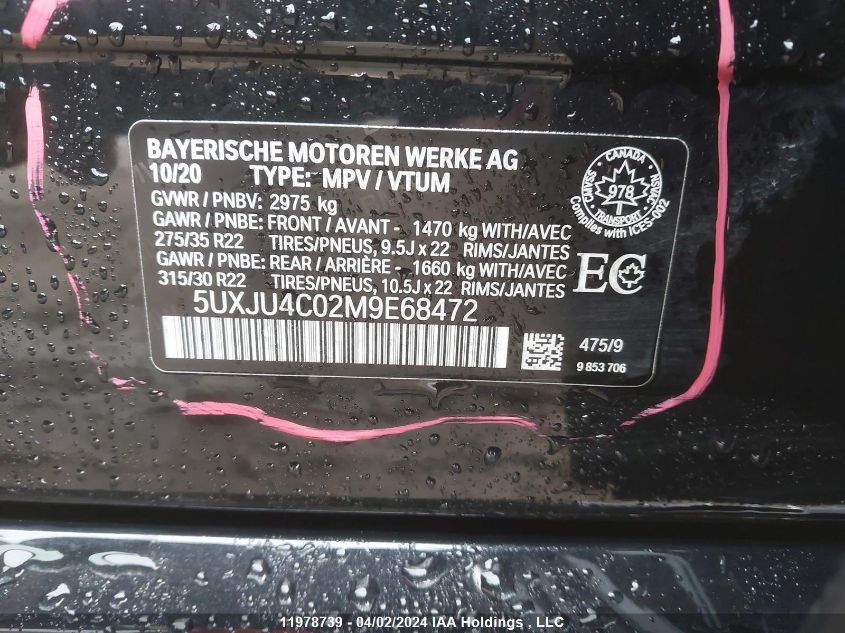 BAYERISCHE MOTOREN WERKE AG
10/20 TYPE: MPV / VTUM
GVWR / PNBV: 2975 kg
GAWR / PNBE: FRONT / AVANT - 1470 kg WITH/AVEC
275/35 R22 TIRES/PNEUS, 9.5J x 22 RIMS/JANTES
GAWR / PNBE: REAR / ARRIÈRE - 1660 kg WITH/AVEC
315/30 R22 TIRES/PNEUS, 10.5J x 22 RIMS/JANTES
5UXJU4C02M9E68472
CANADA
978
TRANSPORT
Complies with ICES-002
EC
475/9
9 853 706
11978739 - 04/02/2024 IAA Holdings , LLC